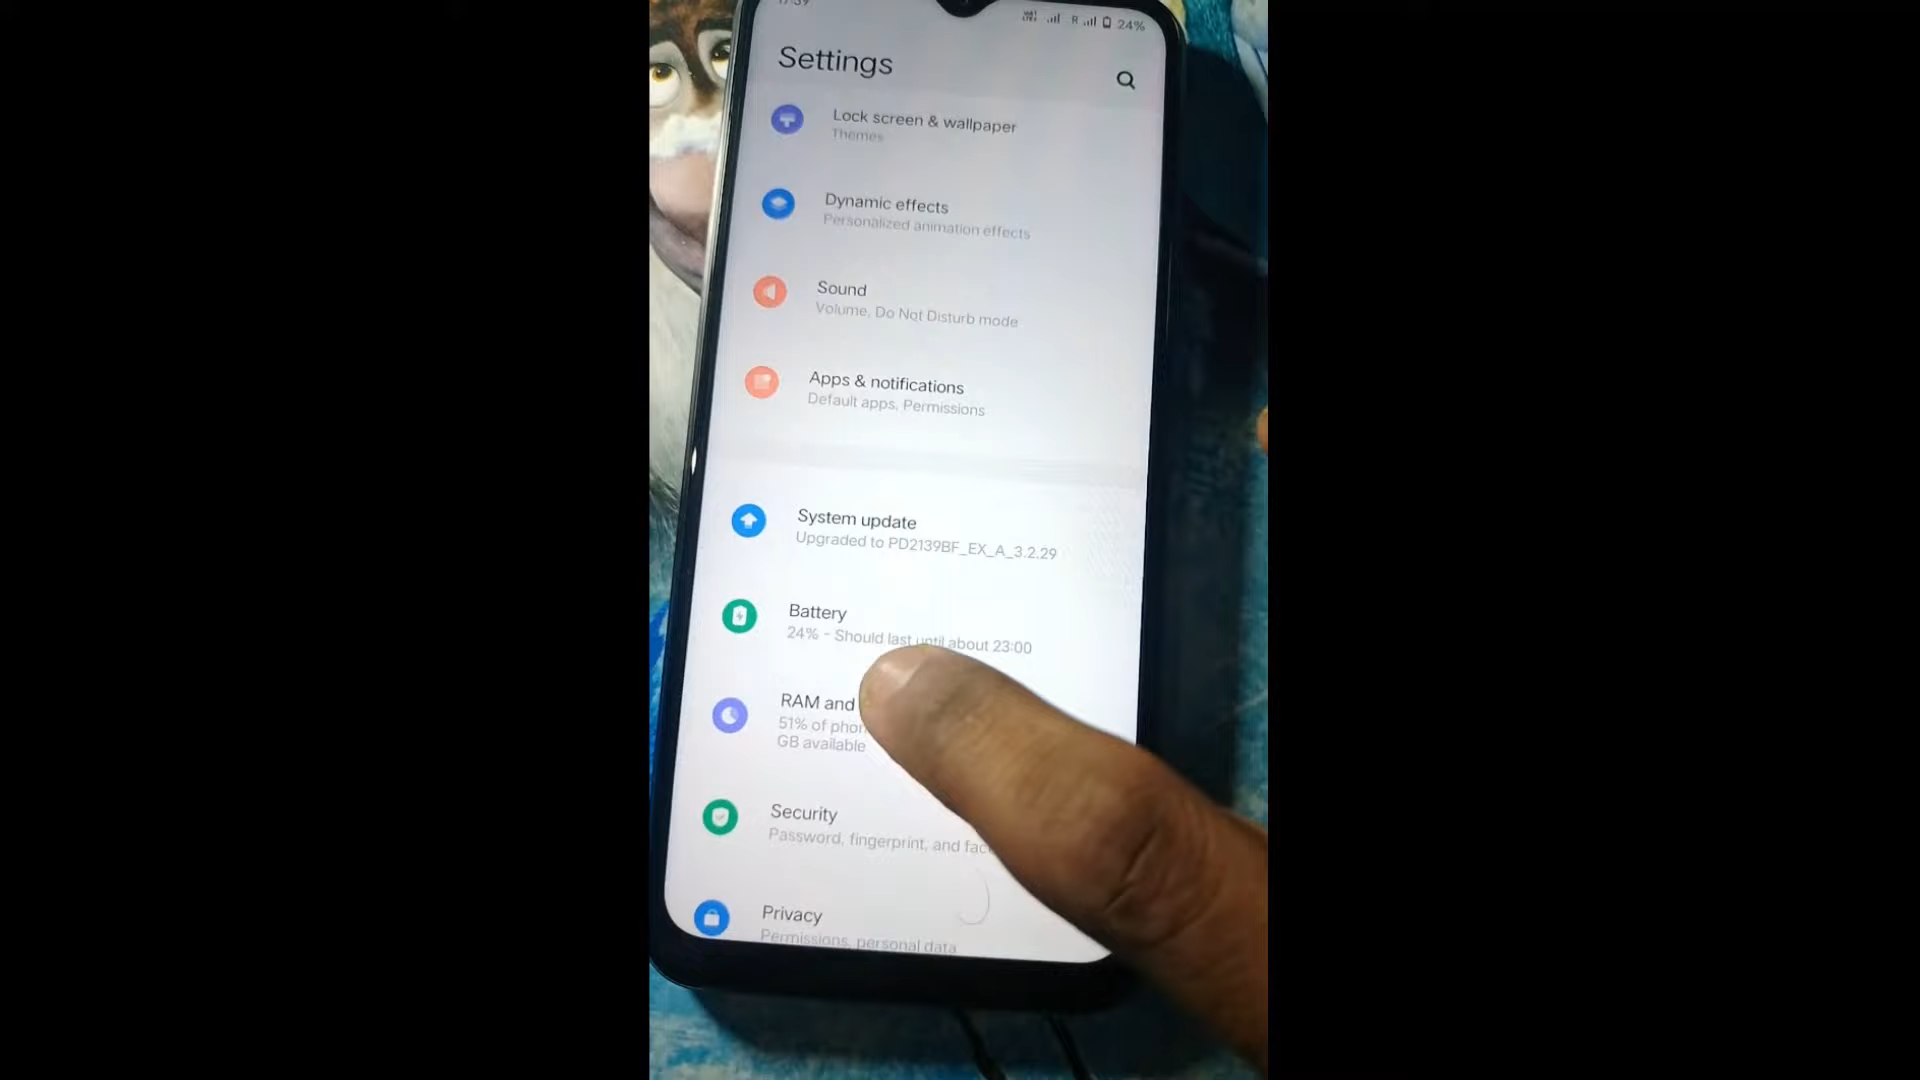 24%
Settings
Lock screen & wallpaper
Themes
Dynamic effects
Personalized animation effects
Sound
Volume, Do Not Disturb mode
Apps & notifications
Default apps, Permissions
System update
Upgraded to PD2139BF_EX_A_3.2.29
Battery
24% - Should last until about 23:00
RAM and
51% of
GB available
Security
Password, fingerprint, and
Privacy
Permissions, personal data